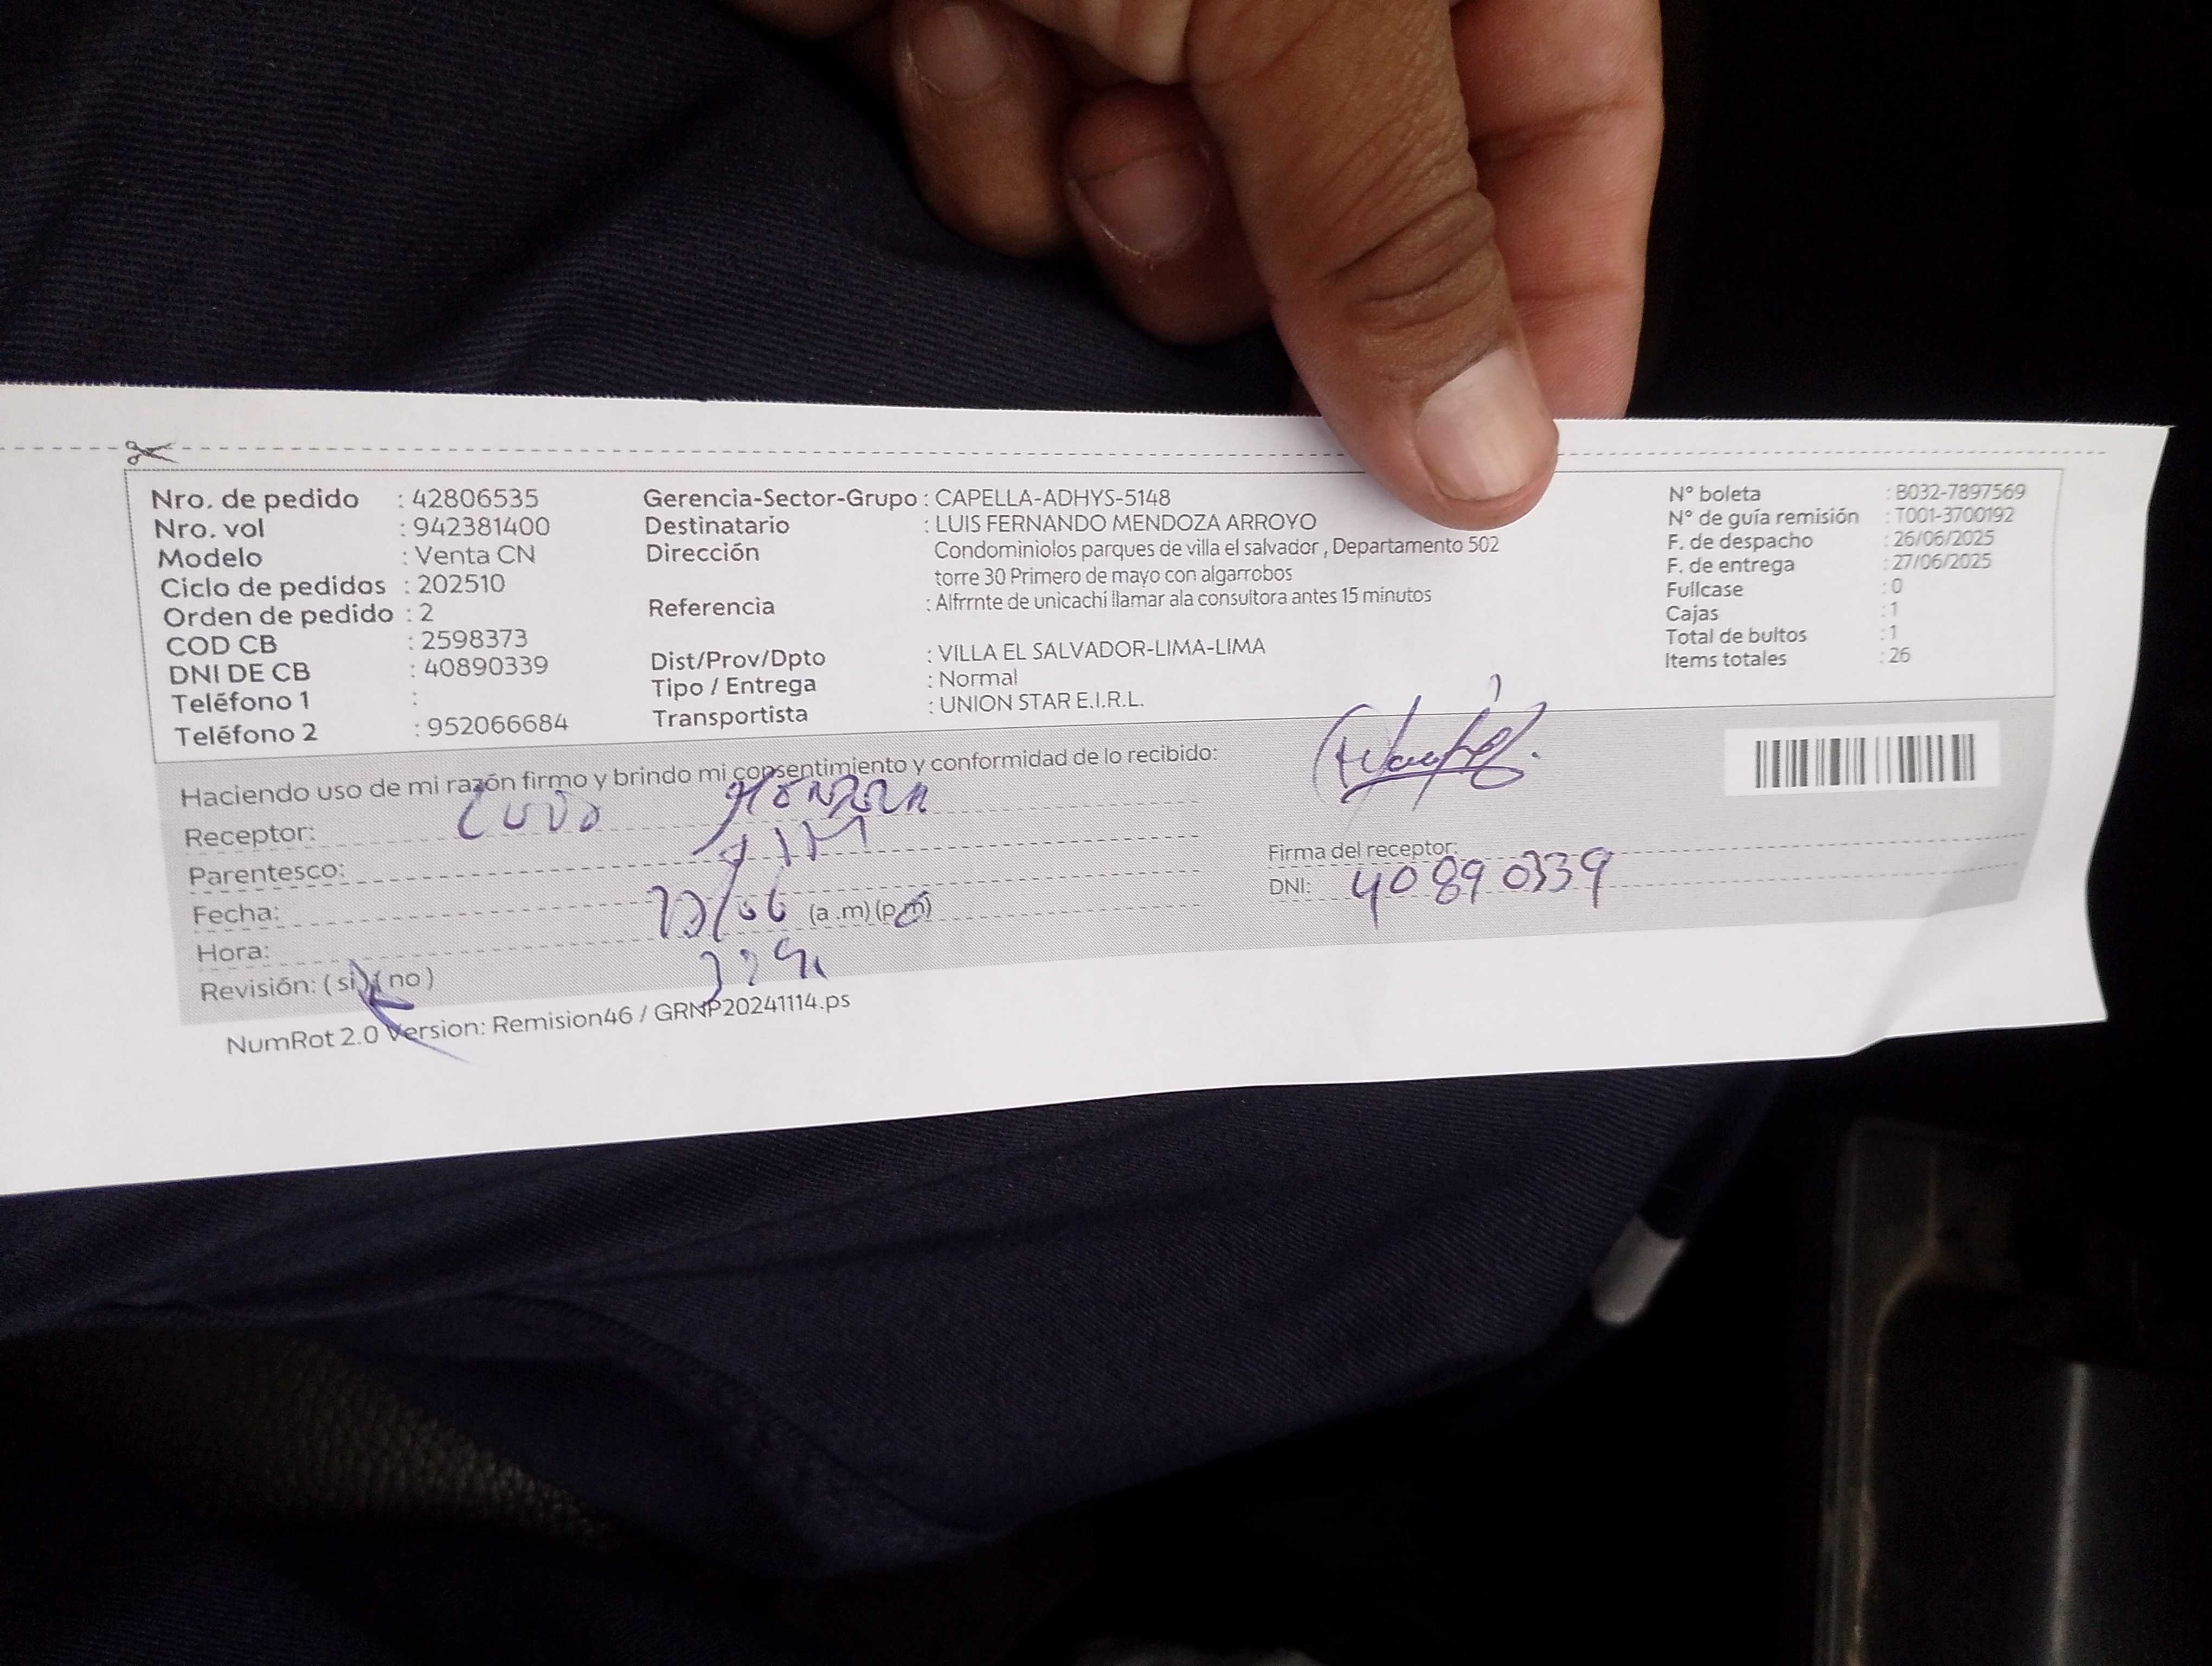 Nro. de pedido : 42806535
Nro. vol : 942381400
Modelo : Venta CN
Ciclo de pedidos : 202510
Orden de pedido : 2
COD CB : 2598373
DNI DE CB : 40890339
Teléfono 1 :
Teléfono 2 : 952066684
Gerencia-Sector-Grupo : CAPELLA-ADHYS-5148
Destinatario : LUIS FERNANDO MENDOZA ARROYO
Dirección Condominiolos parques de villa el salvador , Departamento 502
torre 30 Primero de mayo con algarrobos
Referencia : Alfrrnte de unicachi llamar ala consultora antes 15 minutos
Dist/Prov/Dpto : VILLA EL SALVADOR-LIMA-LIMA
Tipo / Entrega : Normal
Transportista : UNION STAR E.I.R.L.
N° boleta : B032-7897569
N° de guía remisión : T001-3700192
F. de despacho : 26/06/2025
F. de entrega : 27/06/2025
Fullcase : 0
Cajas : 1
Total de bultos : 1
Items totales : 26
Haciendo uso de mi razón firmo y brindo mi consentimiento y conformidad de lo recibido:
Receptor:
Parentesco:
Fecha: (a .m) (p.m)
Hora:
Revisión: ( si ) ( no )
Firma del receptor:
DNI: 40890339
NumRot 2.0 Version: Remision46 / GRNP20241114.ps